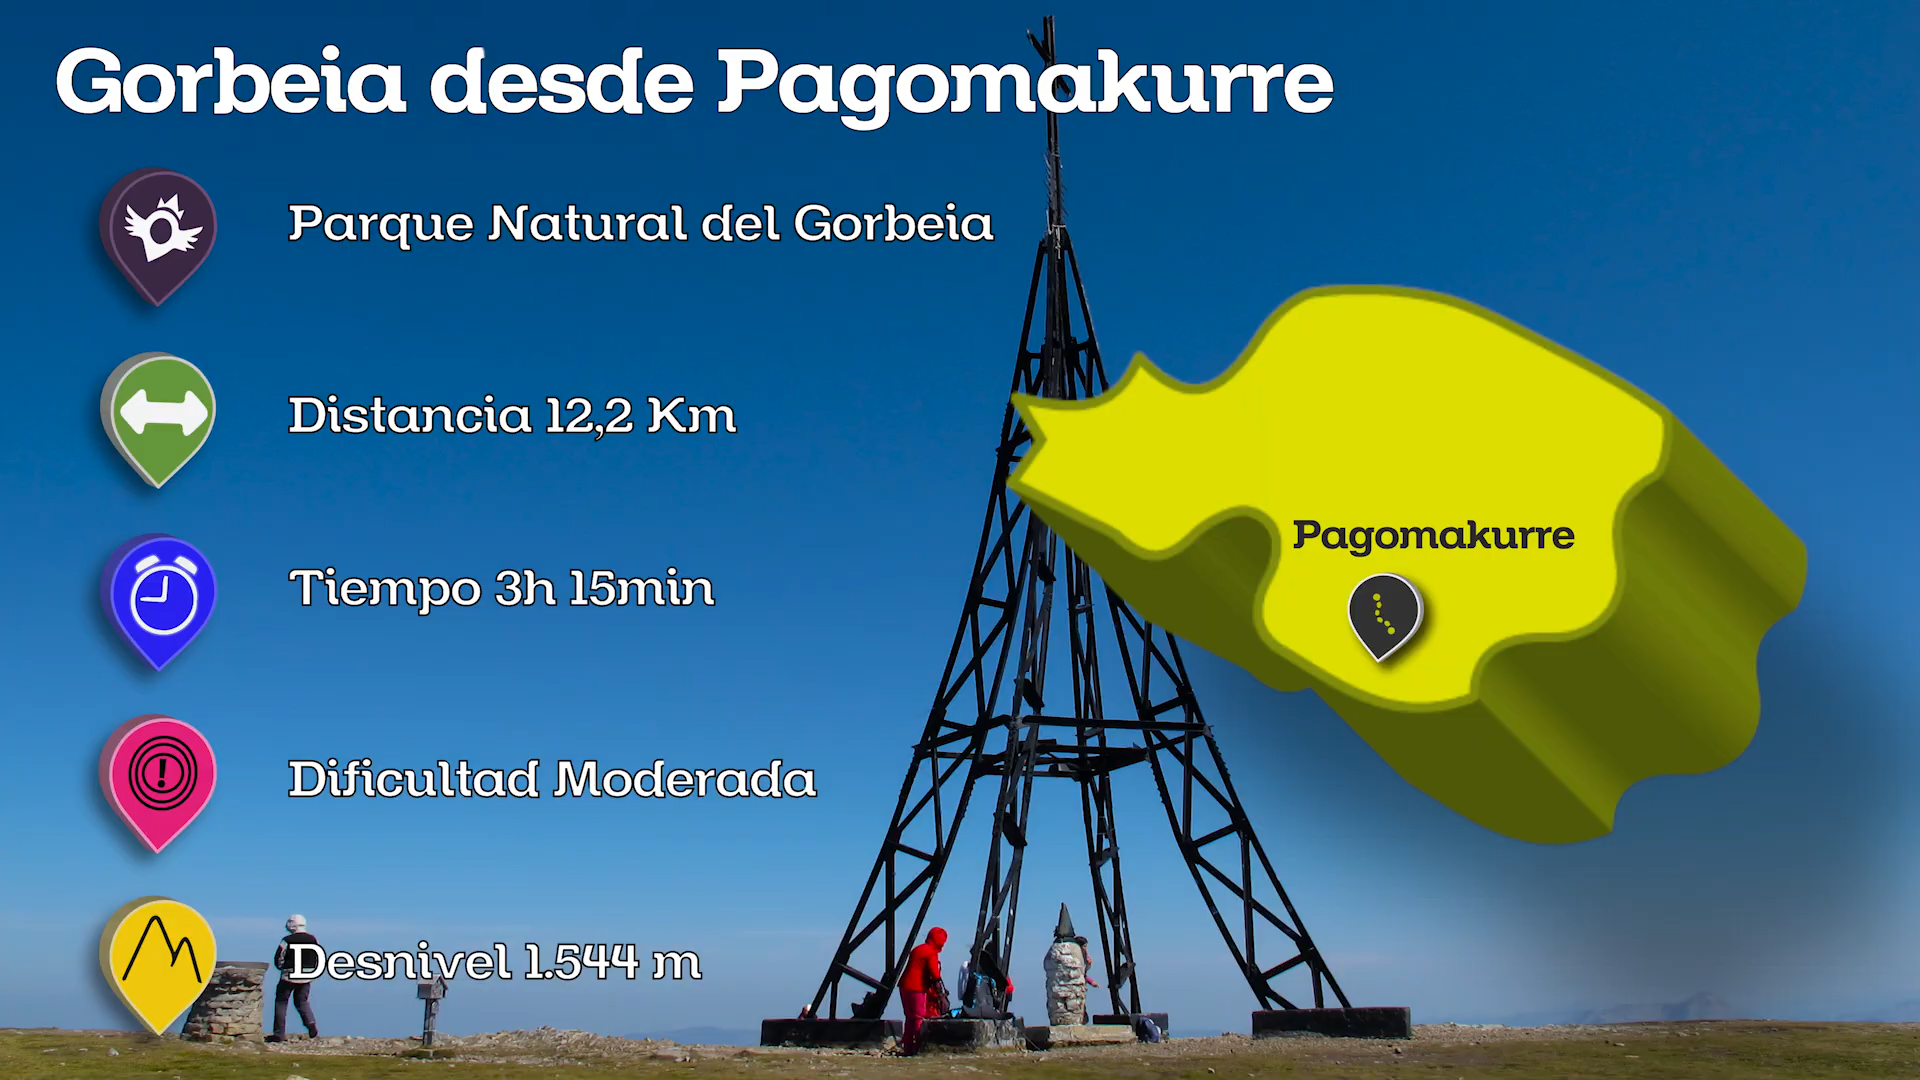 Gorbeia desde Pagomakurre
Parque Natural del Gorbeia
Distancia 12,2 Km
Tiempo 3h 15min
Pagomakurre
Dificultad Moderada
Desnivel 1.544 m